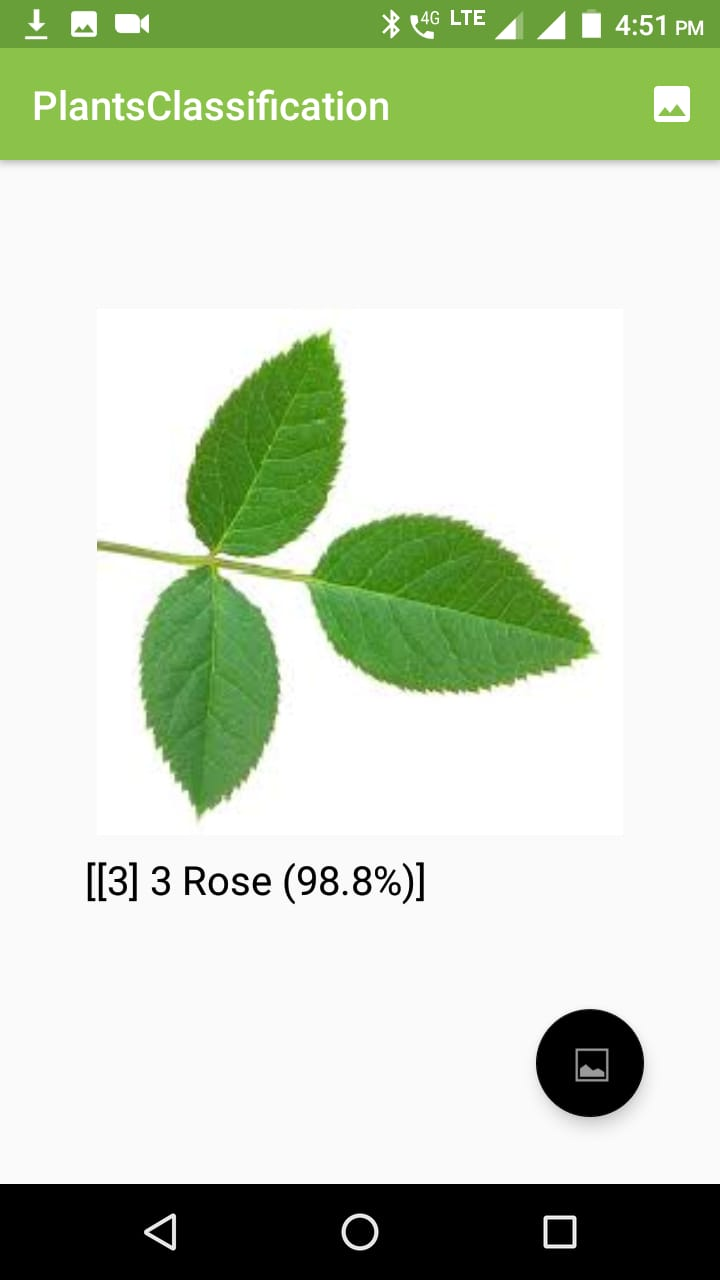 4G LTE 4:51 PM
PlantsClassification
[[3] 3 Rose (98.8%)]